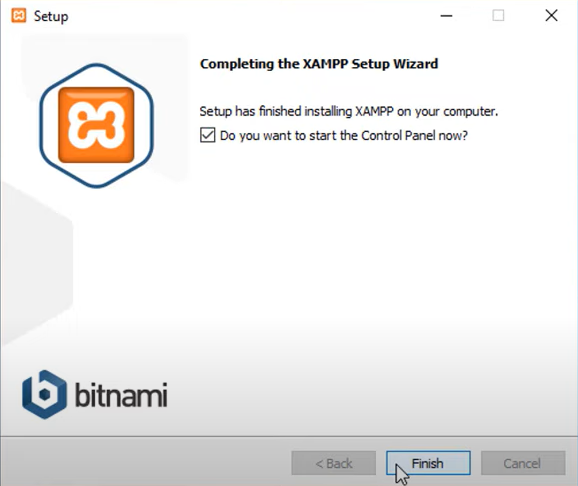 Setup
Completing the XAMPP Setup Wizard
Setup has finished installing XAMPP on your computer.
Do you want to start the Control Panel now?
bitnami
< Back
Finish
Cancel